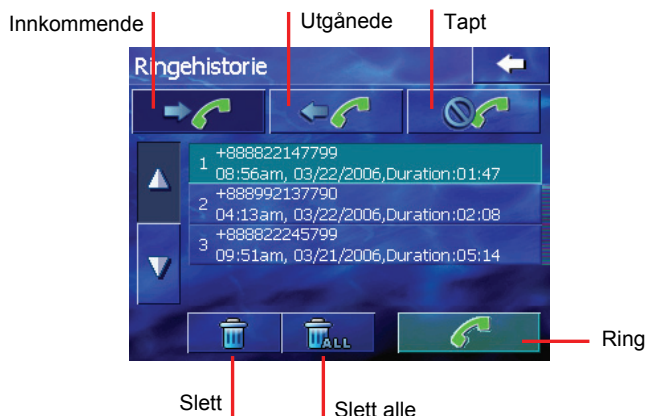 Innkommende
Utgånede
Tapt
Ringehistorie
1 +888822147799
08:56am, 03/22/2006,Duration:01:47
2 +888992137790
04:13am, 03/22/2006,Duration:02:08
3 +888822245799
09:51am, 03/21/2006,Duration:05:14
ALL
Ring
Slett
Slett alle